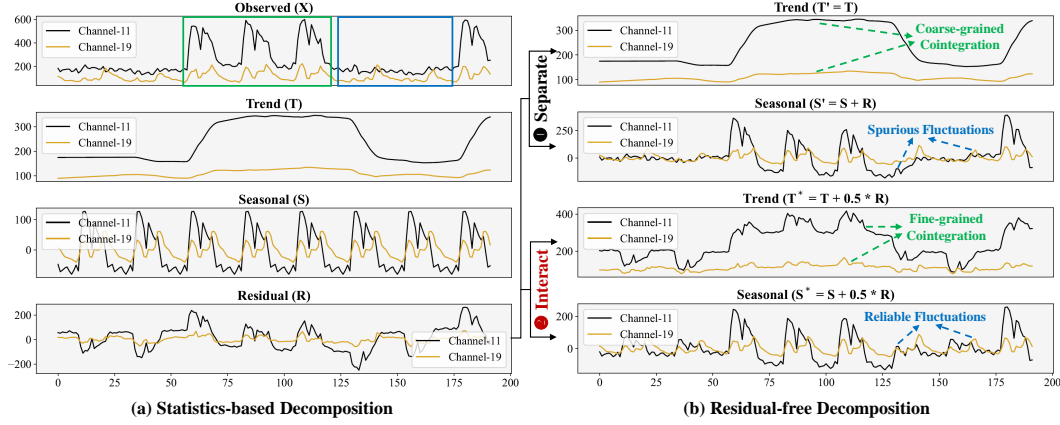 Observed (X)
600
400
200
Channel-11
Channel-19
Trend (T)
300
200
100
Channel-11
Channel-19
Seasonal (S)
100
0
Channel-11
Channel-19
Residual (R)
200
0
−200
Channel-11
Channel-19
0 25 50 75 100 125 150 175 200
(a) Statistics-based Decomposition
❶ Separate
❷ Interact
Trend (T' = T)
300
200
100
Channel-11
Channel-19
Coarse-grained
Cointegration
Seasonal (S' = S + R)
250
0
Channel-11
Channel-19
Spurious Fluctuations
Trend (T* = T + 0.5 * R)
400
200
Channel-11
Channel-19
Fine-grained
Cointegration
Seasonal (S* = S + 0.5 * R)
200
0
Channel-11
Channel-19
Reliable Fluctuations
0 25 50 75 100 125 150 175 200
(b) Residual-free Decomposition